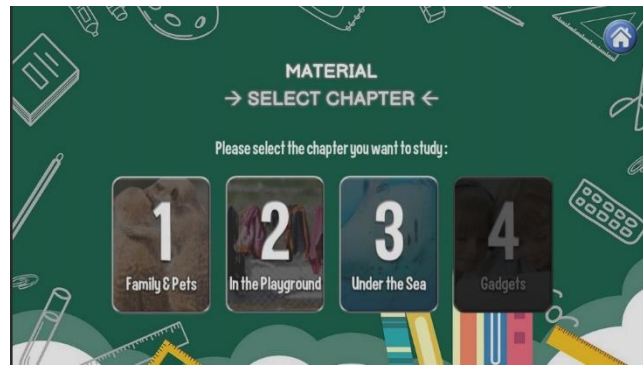 MATERIAL
→ SELECT CHAPTER ←
Please select the chapter you want to study :
1
Family & Pets
2
In the Playground
3
Under the Sea
4
Gadgets